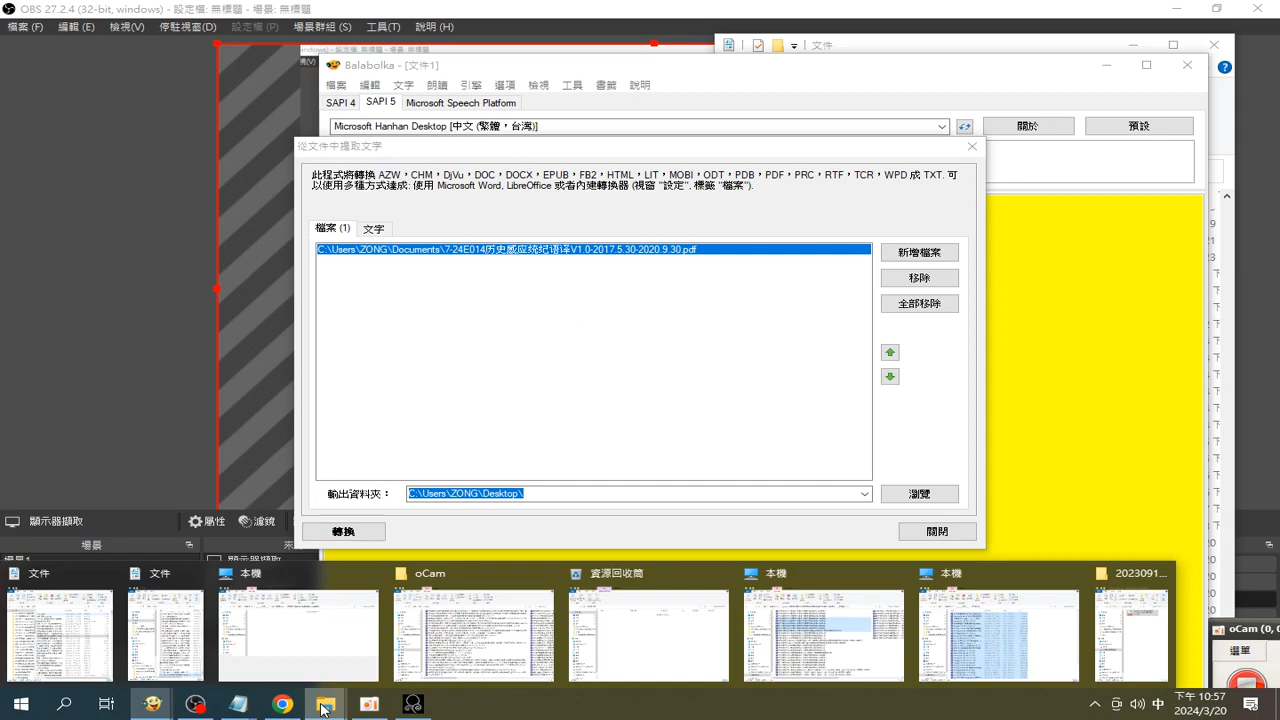 OBS 27.2.4 (32-bit, windows) - 設定檔: 無標題 - 場景: 無標題
檔案 (F) 編輯 (E) 檢視(V) 停駐視窗(D) 設定檔 (P) 場景群組 (S) 工具(T) 說明 (H)
文件
Balabolka - [文件1]
檔案 編輯 文字 朗讀 引擎 選項 檢視 工具 書籤 說明
SAPI 4 SAPI 5 Microsoft Speech Platform
Microsoft Hanhan Desktop [中文 (繁體，台灣)] 關於 預設
從文件中提取文字
此程式將轉換 AZW，CHM，DjVu，DOC，DOCX，EPUB，FB2，HTML，LIT，MOBI，ODT，PDB，PDF，PRC，RTF，TCR，WPD 成 TXT. 可
以使用多種方式達成: 使用 Microsoft Word, LibreOffice 或者內建轉換器 (視窗 "設定", 標籤 "檔案").
檔案 (1) 文字
C:\Users\ZONG\Documents\7-24E014历史感应统纪语译V1.0-2017.5.30-2020.9.30.pdf
新增檔案
移除
全部移除
輸出資料夾： C:\Users\ZONG\Desktop\ 瀏覽
轉換 關閉
顯示器擷取 屬性 濾鏡
場景
場景1 顯示器擷取
文件 文件 本機 oCam 資源回收筒 本機 本機 2023091...
oCam (0,
選單
中 下午 10:57
2024/3/20